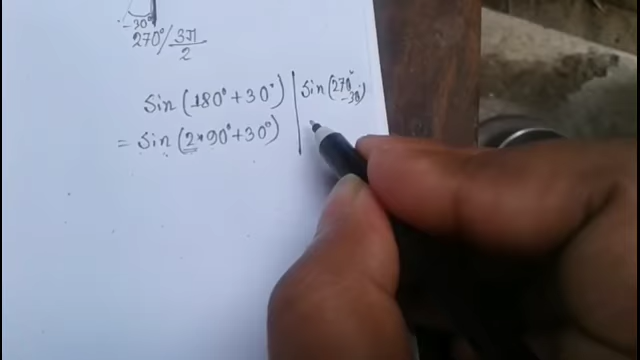 -30°
270°/3π/2
sin(180°+30°)
= sin(2*90°+30°)
sin(270°
-30°)